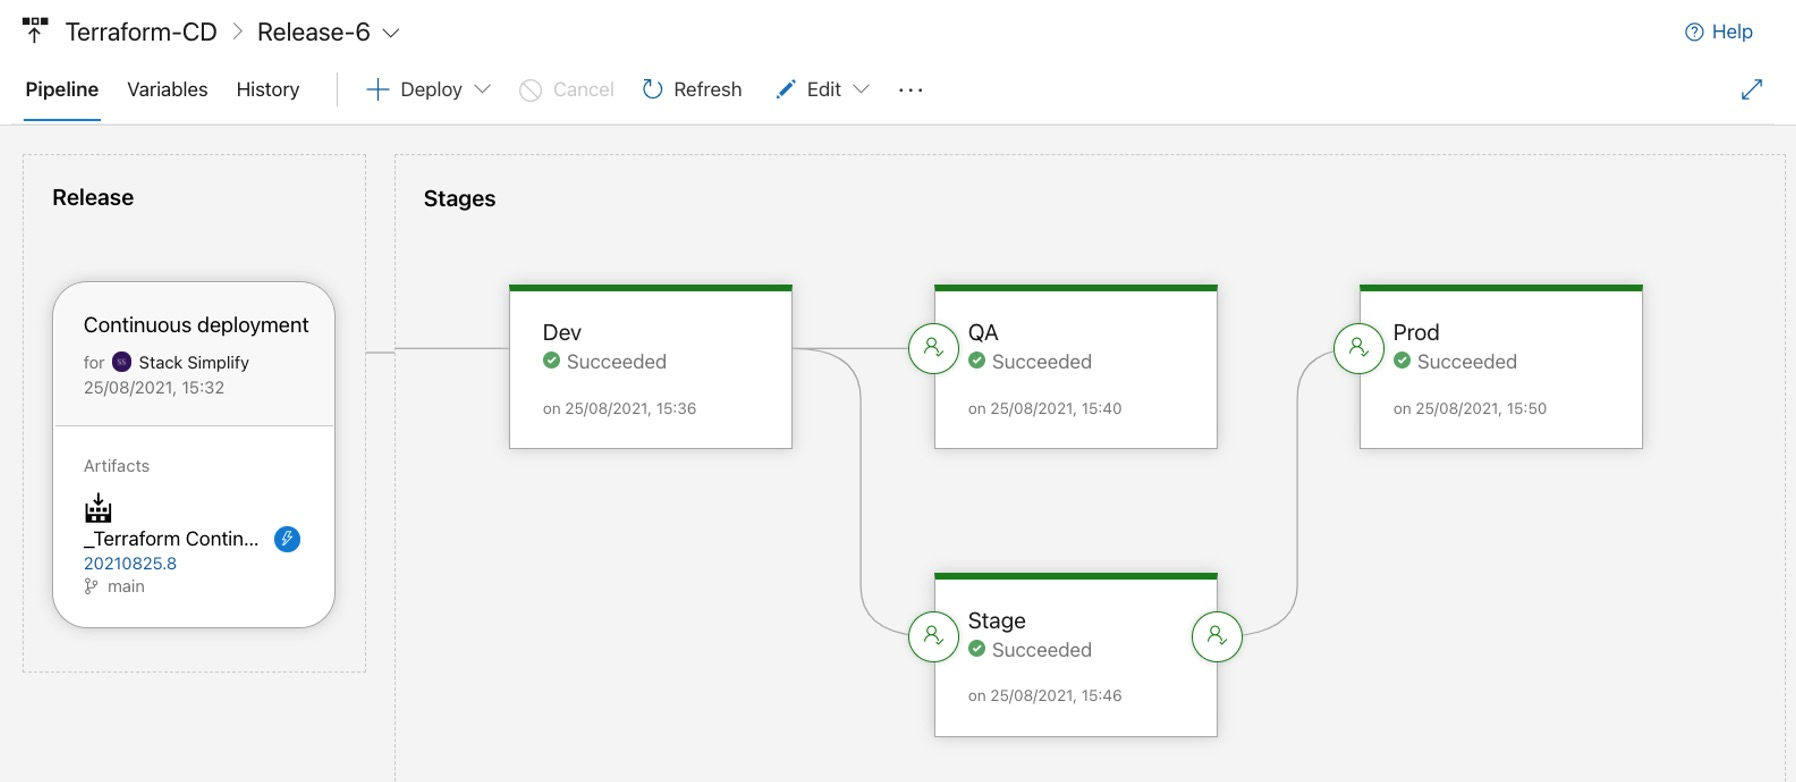 Terraform-CD > Release-6
Help
Pipeline Variables History Deploy Cancel Refresh Edit ...
Release
Stages
Continuous deployment
for SS Stack Simplify
25/08/2021, 15:32
Artifacts
_Terraform Contin...
20210825.8
main
Dev
Succeeded
on 25/08/2021, 15:36
QA
Succeeded
on 25/08/2021, 15:40
Prod
Succeeded
on 25/08/2021, 15:50
Stage
Succeeded
on 25/08/2021, 15:46